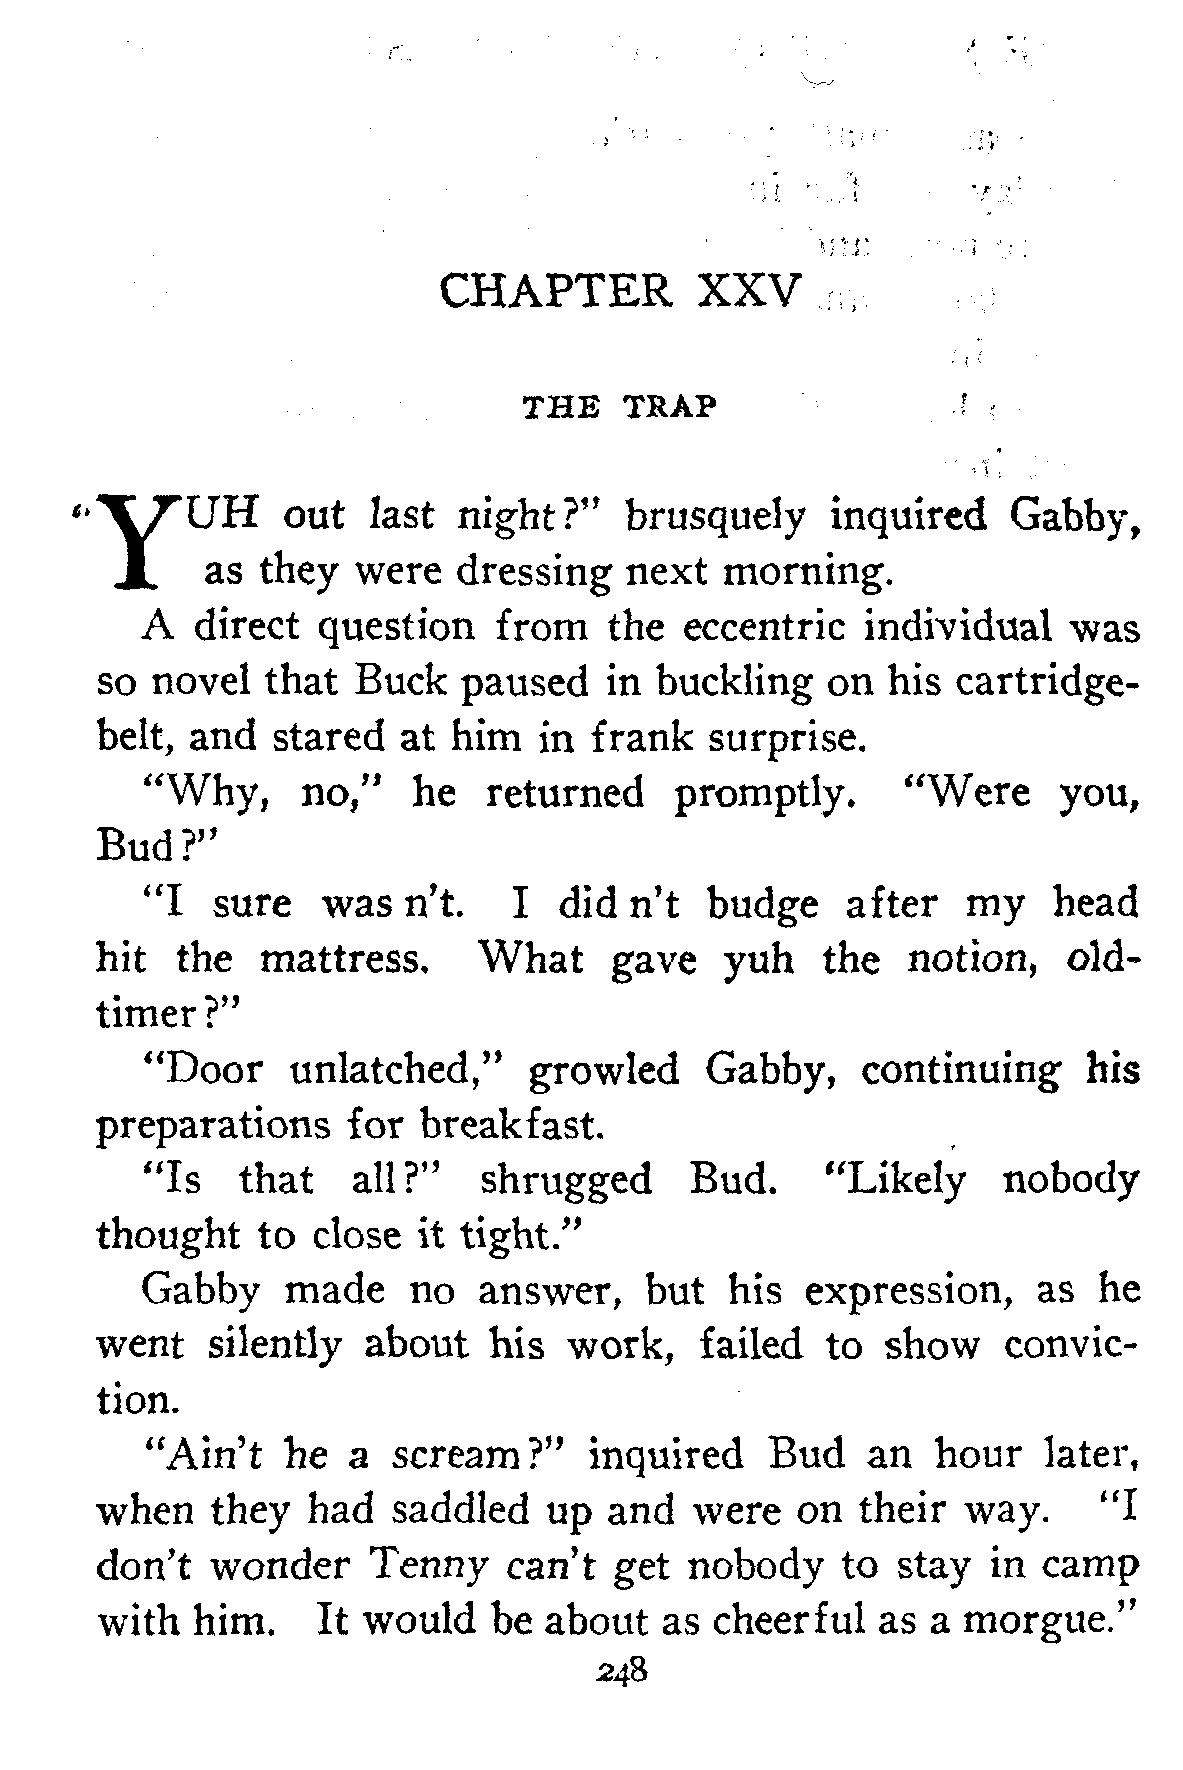 CHAPTER XXV
THE TRAP
“YUH out last night?” brusquely inquired Gabby,
as they were dressing next morning.
A direct question from the eccentric individual was
so novel that Buck paused in buckling on his cartridge-
belt, and stared at him in frank surprise.
“Why, no,” he returned promptly. “Were you,
Bud?”
“I sure was n’t. I did n’t budge after my head
hit the mattress. What gave yuh the notion, old-
timer?”
“Door unlatched,” growled Gabby, continuing his
preparations for breakfast.
“Is that all?” shrugged Bud. “Likely nobody
thought to close it tight.”
Gabby made no answer, but his expression, as he
went silently about his work, failed to show convic-
tion.
“Ain’t he a scream?” inquired Bud an hour later,
when they had saddled up and were on their way. “I
don’t wonder Tenny can’t get nobody to stay in camp
with him. It would be about as cheerful as a morgue.”
248